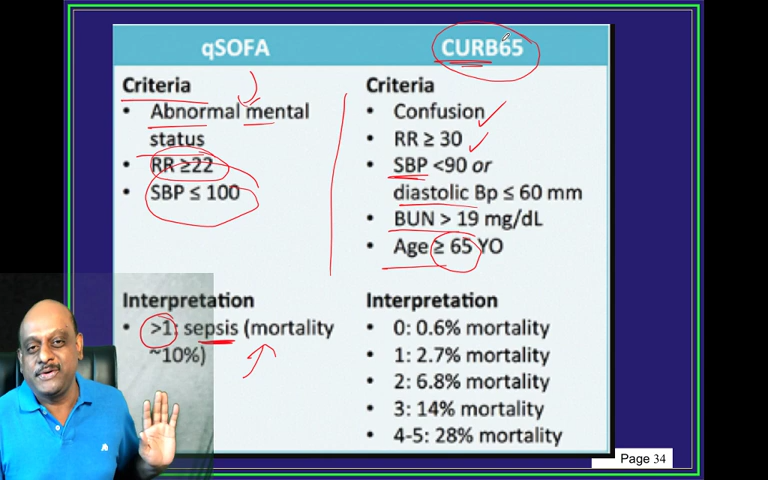 qSOFA
Criteria
• Abnormal mental
status
• RR ≥22
• SBP ≤ 100
Interpretation
• >1: sepsis (mortality
~10%)
CURB65
Criteria
• Confusion
• RR ≥ 30
• SBP <90 or
diastolic Bp ≤ 60 mm
• BUN > 19 mg/dL
• Age ≥ 65 YO
Interpretation
• 0: 0.6% mortality
• 1: 2.7% mortality
• 2: 6.8% mortality
• 3: 14% mortality
• 4-5: 28% mortality
Page 34